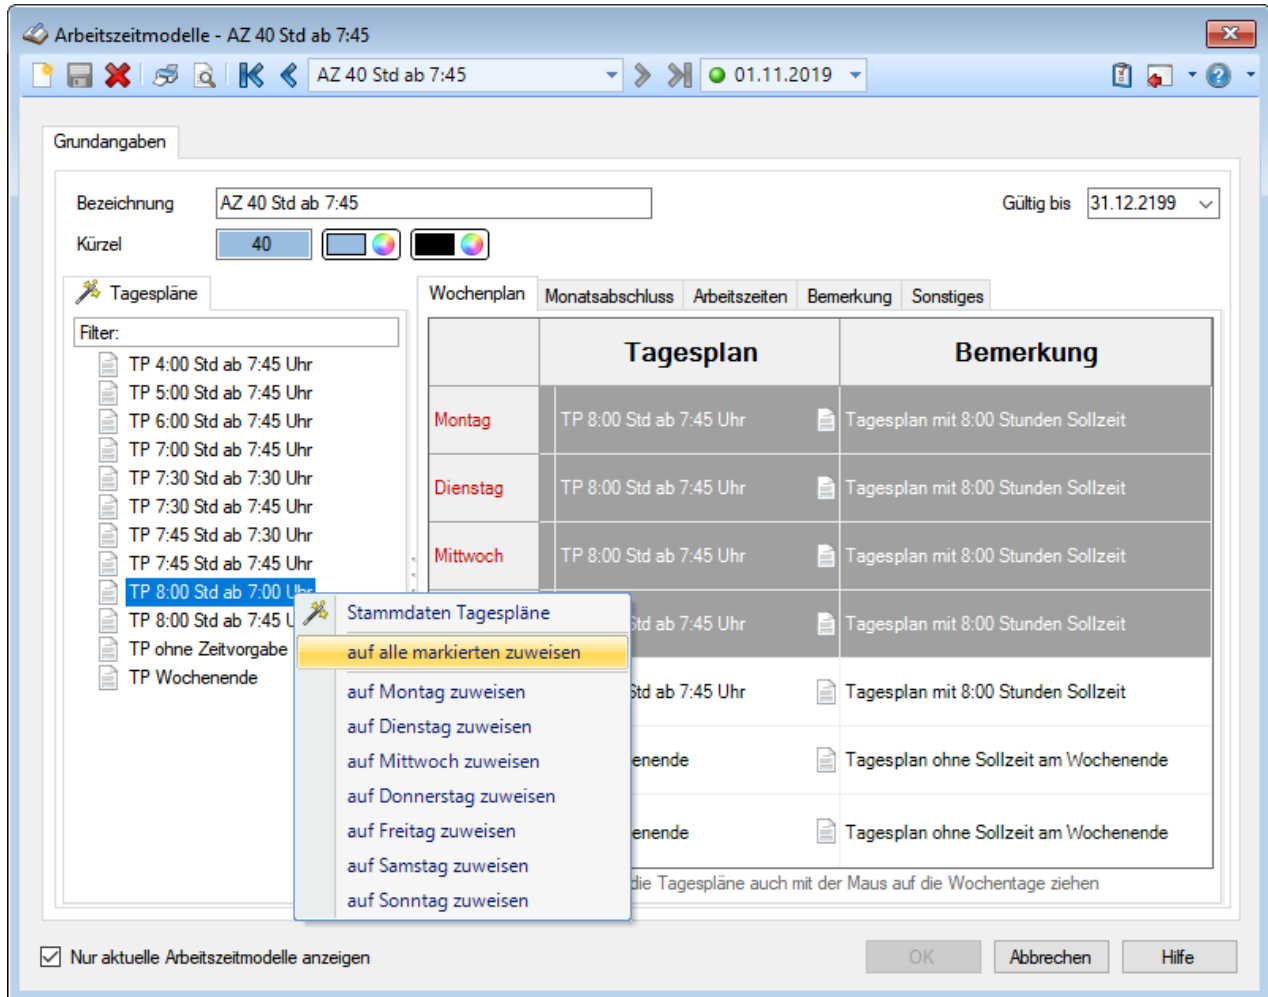 Arbeitszeitmodelle - AZ 40 Std ab 7:45
AZ 40 Std ab 7:45
01.11.2019
Grundangaben
Bezeichnung
AZ 40 Std ab 7:45
Gültig bis
31.12.2199
Kürzel
40
Tagespläne
Filter:
TP 4:00 Std ab 7:45 Uhr
TP 5:00 Std ab 7:45 Uhr
TP 6:00 Std ab 7:45 Uhr
TP 7:00 Std ab 7:45 Uhr
TP 7:30 Std ab 7:30 Uhr
TP 7:30 Std ab 7:45 Uhr
TP 7:45 Std ab 7:30 Uhr
TP 7:45 Std ab 7:45 Uhr
TP 8:00 Std ab 7:00 Uhr
TP 8:00 Std ab 7:45 U
TP ohne Zeitvorgabe
TP Wochenende
Stammdaten Tagespläne
auf alle markierten zuweisen
auf Montag zuweisen
auf Dienstag zuweisen
auf Mittwoch zuweisen
auf Donnerstag zuweisen
auf Freitag zuweisen
auf Samstag zuweisen
auf Sonntag zuweisen
Wochenplan
Monatsabschluss
Arbeitszeiten
Bemerkung
Sonstiges
Tagesplan
Bemerkung
Montag
TP 8:00 Std ab 7:45 Uhr
Tagesplan mit 8:00 Stunden Sollzeit
Dienstag
TP 8:00 Std ab 7:45 Uhr
Tagesplan mit 8:00 Stunden Sollzeit
Mittwoch
TP 8:00 Std ab 7:45 Uhr
Tagesplan mit 8:00 Stunden Sollzeit
Std ab 7:45 Uhr
Tagesplan mit 8:00 Stunden Sollzeit
Std ab 7:45 Uhr
Tagesplan mit 8:00 Stunden Sollzeit
enende
Tagesplan ohne Sollzeit am Wochenende
enende
Tagesplan ohne Sollzeit am Wochenende
die Tagespläne auch mit der Maus auf die Wochentage ziehen
Nur aktuelle Arbeitszeitmodelle anzeigen
OK
Abbrechen
Hilfe